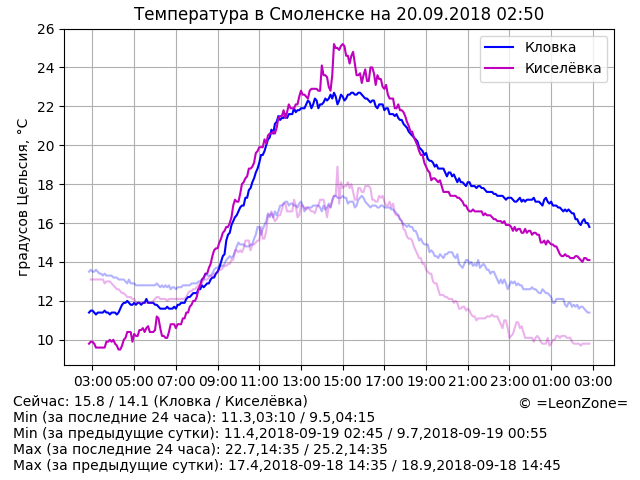 Температура в Смоленске на 20.09.2018 02:50
градусов Цельсия, °C
26
24
22
20
18
16
14
12
10
Кловка
Киселёвка
03:00 05:00 07:00 09:00 11:00 13:00 15:00 17:00 19:00 21:00 23:00 01:00 03:00
Сейчас: 15.8 / 14.1 (Кловка / Киселёвка)
© =LeonZone=
Min (за последние 24 часа): 11.3,03:10 / 9.5,04:15
Min (за предыдущие сутки): 11.4,2018-09-19 02:45 / 9.7,2018-09-19 00:55
Max (за последние 24 часа): 22.7,14:35 / 25.2,14:35
Max (за предыдущие сутки): 17.4,2018-09-18 14:35 / 18.9,2018-09-18 14:45